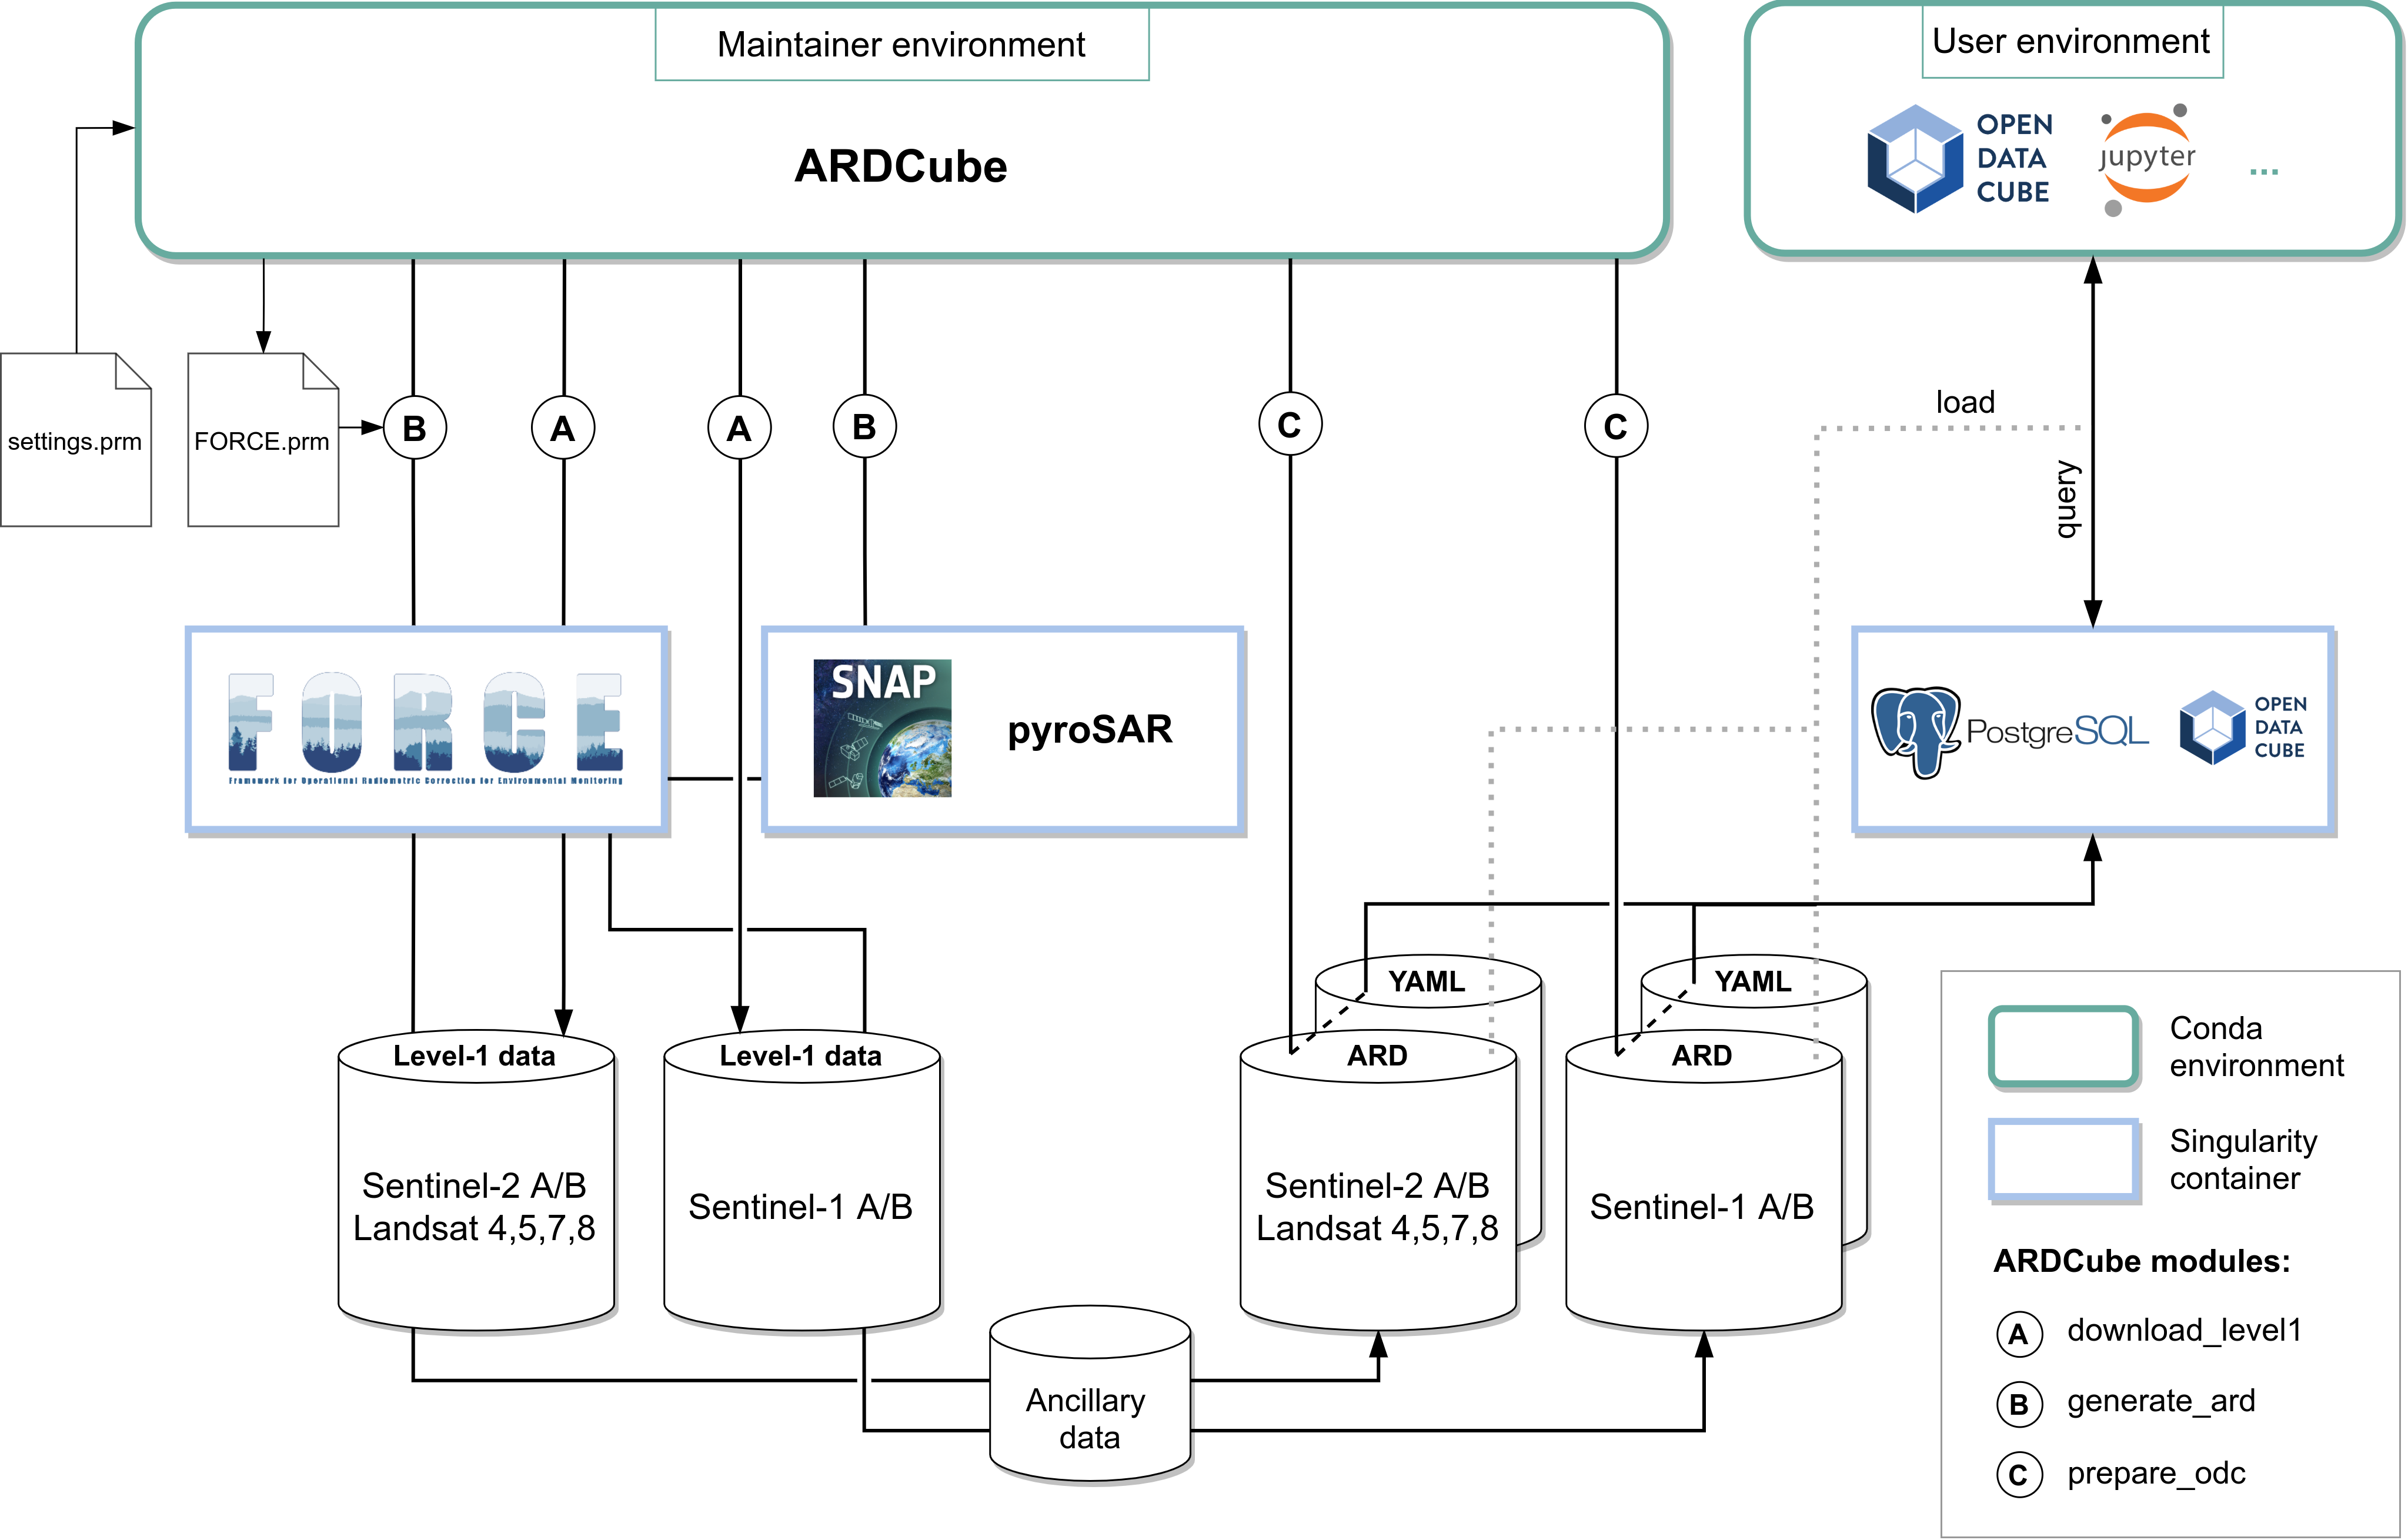 Maintainer environment
ARDCube
User environment
OPEN
DATA
CUBE
jupyter
...
settings.prm
FORCE.prm
B
A
A
B
C
C
load
query
FORCE
Framework for Operational Radiometric Correction for Environmental Monitoring
SNAP
pyroSAR
PostgreSQL
OPEN
DATA
CUBE
YAML
YAML
Level-1 data
Level-1 data
ARD
ARD
Sentinel-2 A/B
Landsat 4,5,7,8
Sentinel-1 A/B
Sentinel-2 A/B
Landsat 4,5,7,8
Sentinel-1 A/B
Ancillary
data
Conda
environment
Singularity
container
ARDCube modules:
A download_level1
B generate_ard
C prepare_odc